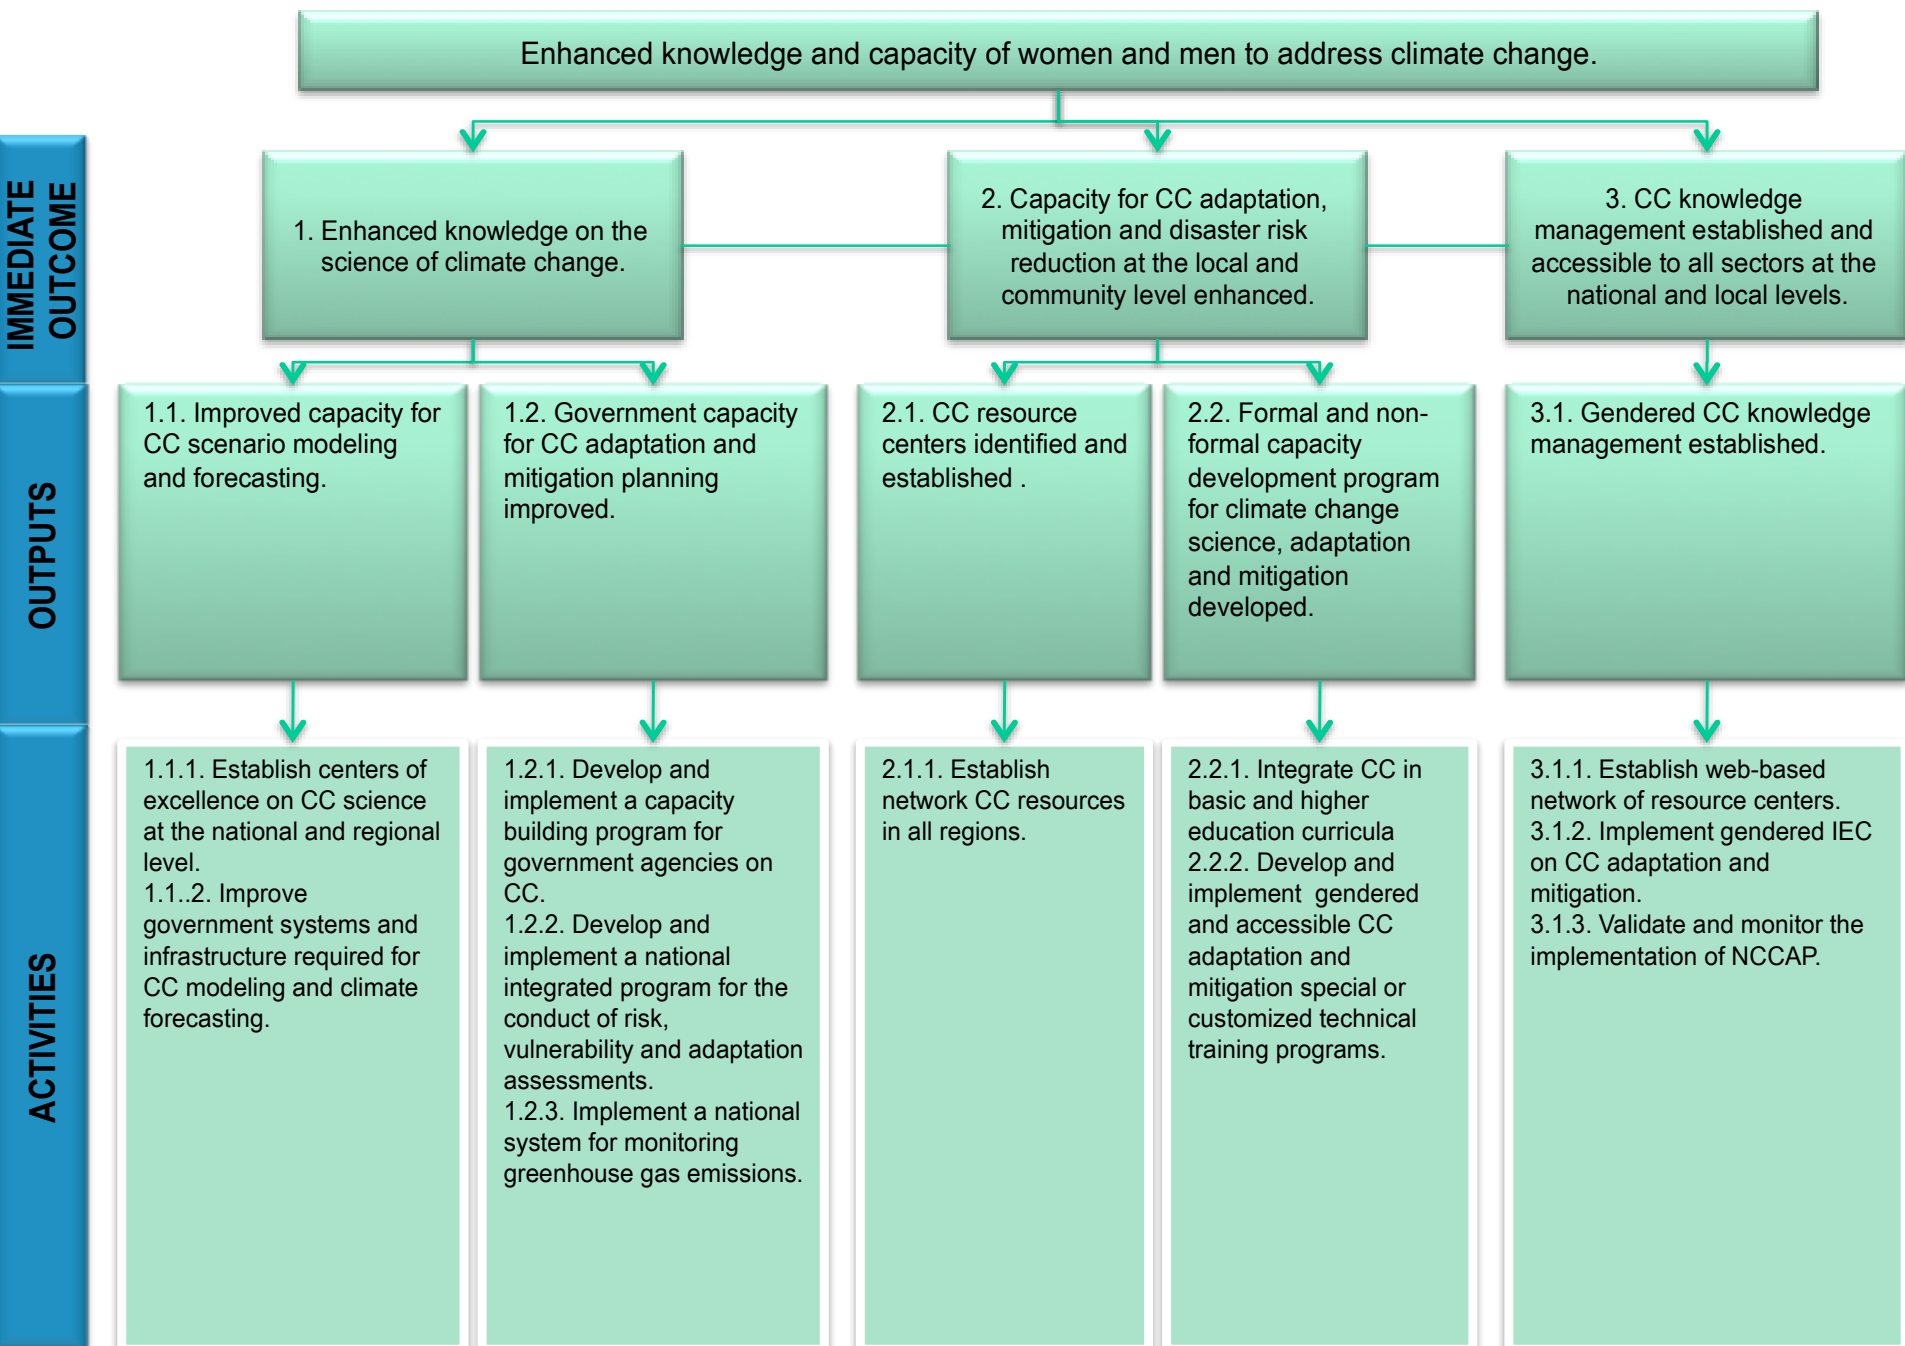 Enhanced knowledge and capacity of women and men to address climate change.
IMMEDIATE
OUTCOME
1. Enhanced knowledge on the
science of climate change.
2. Capacity for CC adaptation,
mitigation and disaster risk
reduction at the local and
community level enhanced.
3. CC knowledge
management established and
accessible to all sectors at the
national and local levels.
OUTPUTS
1.1. Improved capacity for
CC scenario modeling
and forecasting.
1.2. Government capacity
for CC adaptation and
mitigation planning
improved.
2.1. CC resource
centers identified and
established .
2.2. Formal and non-
formal capacity
development program
for climate change
science, adaptation
and mitigation
developed.
3.1. Gendered CC knowledge
management established.
ACTIVITIES
1.1.1. Establish centers of
excellence on CC science
at the national and regional
level.
1.1..2. Improve
government systems and
infrastructure required for
CC modeling and climate
forecasting.
1.2.1. Develop and
implement a capacity
building program for
government agencies on
CC.
1.2.2. Develop and
implement a national
integrated program for the
conduct of risk,
vulnerability and adaptation
assessments.
1.2.3. Implement a national
system for monitoring
greenhouse gas emissions.
2.1.1. Establish
network CC resources
in all regions.
2.2.1. Integrate CC in
basic and higher
education curricula
2.2.2. Develop and
implement  gendered
and accessible CC
adaptation and
mitigation special or
customized technical
training programs.
3.1.1. Establish web-based
network of resource centers.
3.1.2. Implement gendered IEC
on CC adaptation and
mitigation.
3.1.3. Validate and monitor the
implementation of NCCAP.